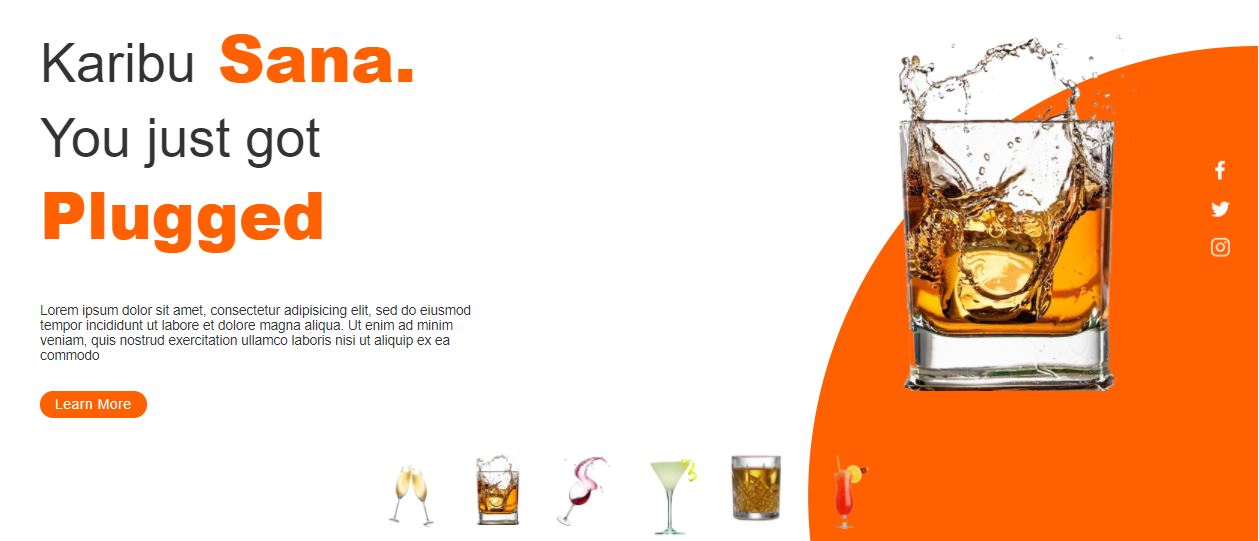 Karibu Sana.
You just got
Plugged
Lorem ipsum dolor sit amet, consectetur adipisicing elit, sed do eiusmod
tempor incididunt ut labore et dolore magna aliqua. Ut enim ad minim
veniam, quis nostrud exercitation ullamco laboris nisi ut aliquip ex ea
commodo
Learn More